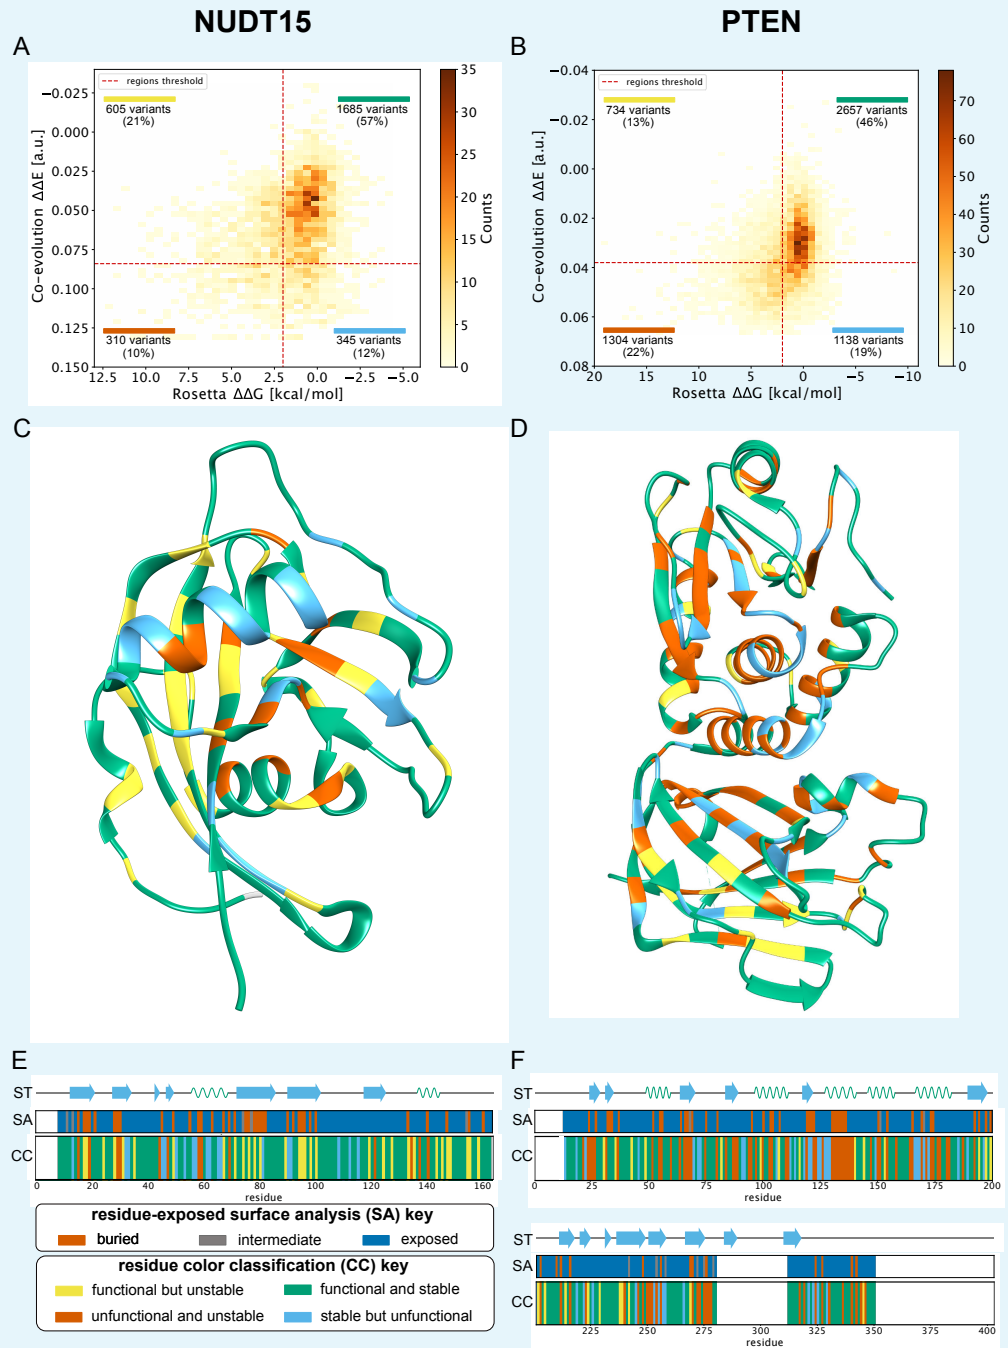 NUDT15
PTEN
A
B
regions threshold
605 variants
(21%)
1685 variants
(57%)
310 variants
(10%)
345 variants
(12%)
−0.025
0.000
0.025
0.050
0.075
0.100
0.125
0.150
Co-evolution ΔΔE [a.u.]
12.5 10.0 7.5 5.0 2.5 0.0 −2.5 −5.0
Rosetta ΔΔG [kcal/mol]
35
30
25
20
15
10
5
0
Counts
regions threshold
734 variants
(13%)
2657 variants
(46%)
1304 variants
(22%)
1138 variants
(19%)
−0.04
−0.02
0.00
0.02
0.04
0.06
0.08
Co-evolution ΔΔE [a.u.]
20 15 10 5 0 −5 −10
Rosetta ΔΔG [kcal/mol]
70
60
50
40
30
20
10
0
Counts
C
D
E
ST
SA
CC
0 20 40 60 80 100 120 140 160
residue
residue-exposed surface analysis (SA) key
buried intermediate exposed
residue color classification (CC) key
functional but unstable functional and stable
unfunctional and unstable stable but unfunctional
F
ST
SA
CC
0 25 50 75 100 125 150 175 200
residue
ST
SA
CC
225 250 275 300 325 350 375 400
residue